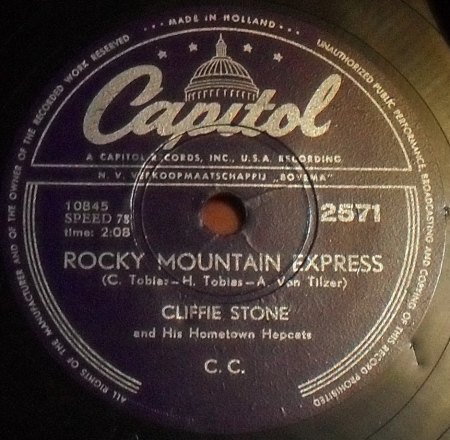 ...MADE IN HOLLAND...
ALL RIGHTS OF THE MANUFACTURER AND OF THE OWNER OF THE RECORDED WORK RESERVED
UNAUTHORIZED PUBLIC PERFORMANCE BROADCASTING AND COPYING OF THIS RECORD PROHIBITED
Capitol
A CAPITOL RECORDS, INC., U.S.A. RECORDING
N. V. VERKOOPMAATSCHAPPIJ „BOVEMA"
10845
SPEED 78
2571
time: 2:08
ROCKY MOUNTAIN EXPRESS
(C. Tobias—H. Tobias—A. Von Tilzer)
CLIFFIE STONE
and His Hometown Hepcats
C. C.